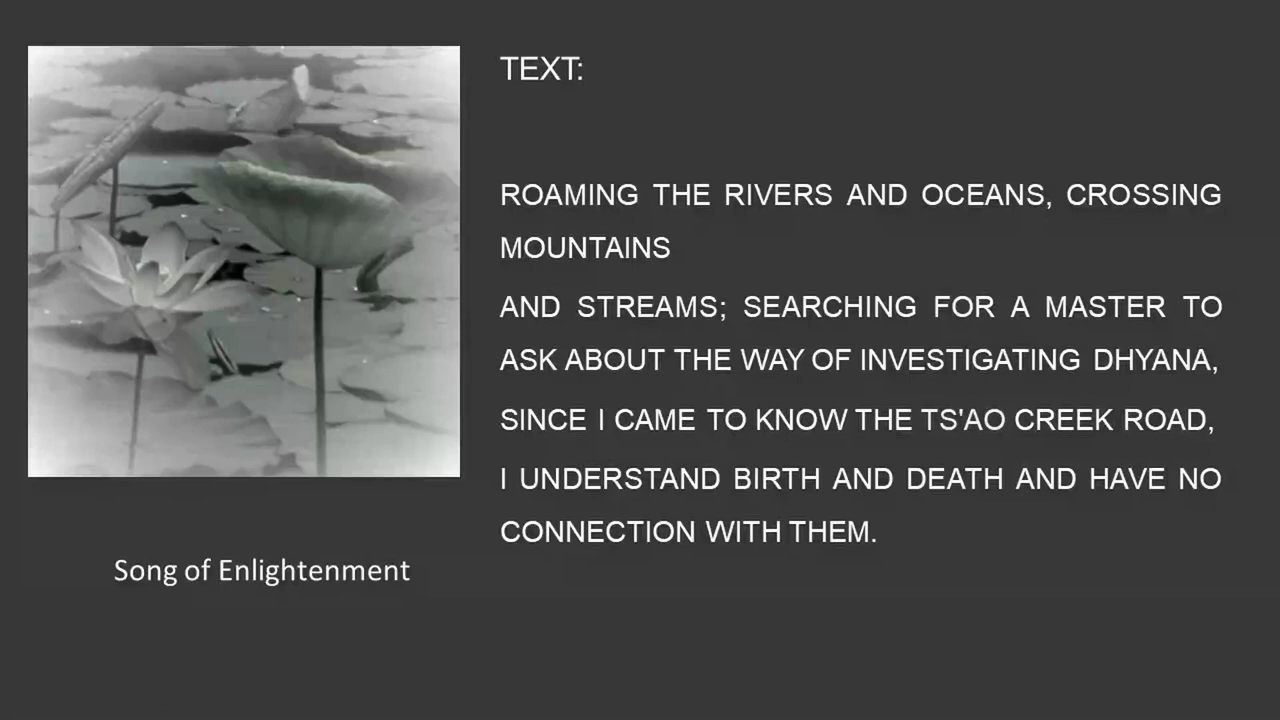 TEXT:
ROAMING THE RIVERS AND OCEANS, CROSSING
MOUNTAINS
AND STREAMS; SEARCHING FOR A MASTER TO
ASK ABOUT THE WAY OF INVESTIGATING DHYANA,
SINCE I CAME TO KNOW THE TS'AO CREEK ROAD,
I UNDERSTAND BIRTH AND DEATH AND HAVE NO
CONNECTION WITH THEM.
Song of Enlightenment